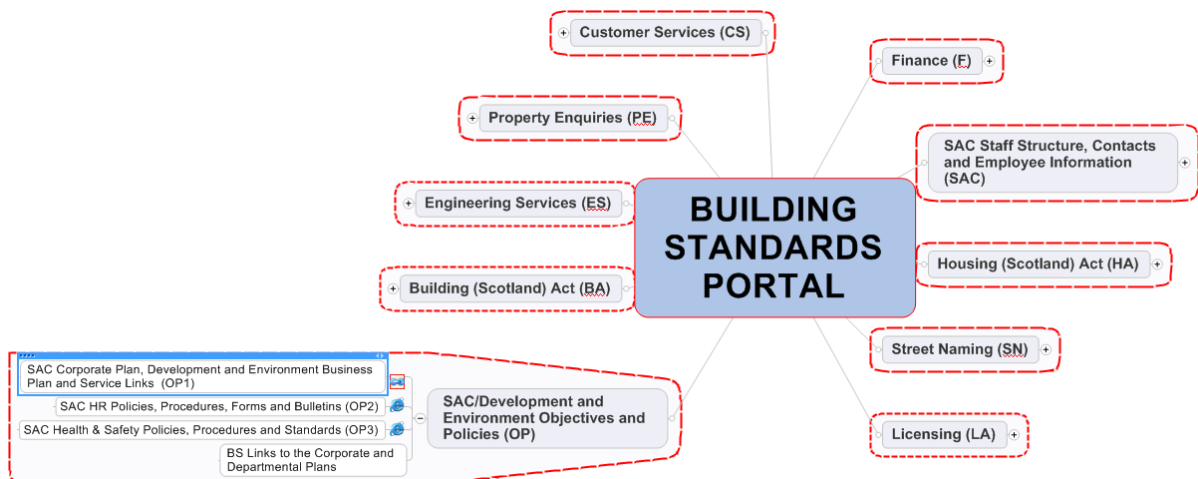 Customer Services (CS)
Finance (F)
Property Enquiries (PE)
SAC Staff Structure, Contacts
and Employee Information
(SAC)
Engineering Services (ES)
BUILDING
STANDARDS
PORTAL
Housing (Scotland) Act (HA)
Building (Scotland) Act (BA)
Street Naming (SN)
SAC Corporate Plan, Development and Environment Business
Plan and Service Links (OP1)
SAC HR Policies, Procedures, Forms and Bulletins (OP2)
SAC Health & Safety Policies, Procedures and Standards (OP3)
BS Links to the Corporate and
Departmental Plans
SAC/Development and
Environment Objectives and
Policies (OP)
Licensing (LA)